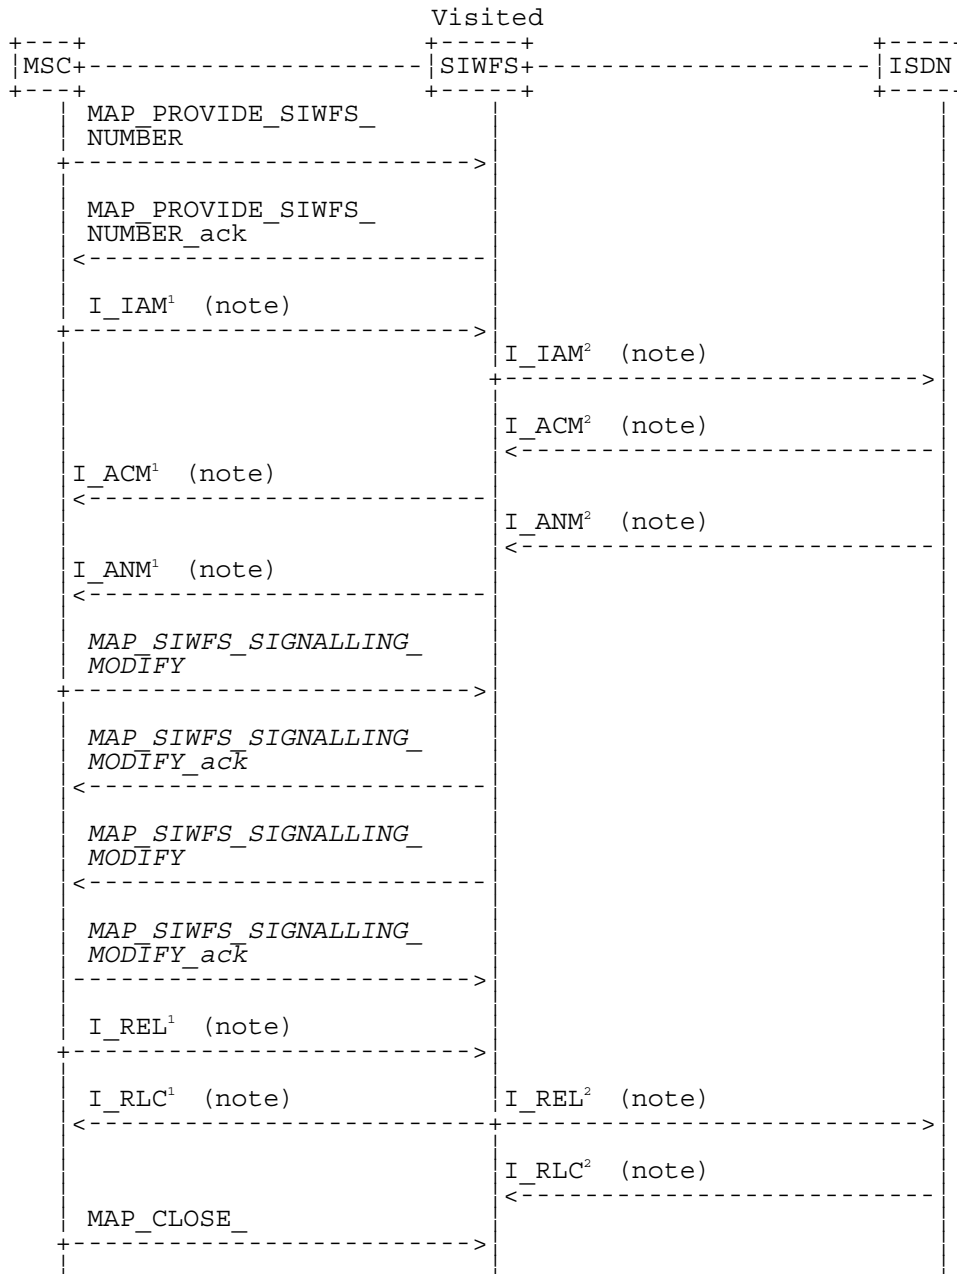 Visited
MSC SIWFS ISDN
MAP_PROVIDE_SIWFS_
NUMBER
MAP_PROVIDE_SIWFS_
NUMBER_ack
I_IAM¹ (note)
I_IAM² (note)
I_ACM² (note)
I_ACM¹ (note)
I_ANM² (note)
I_ANM¹ (note)
MAP_SIWFS_SIGNALLING_
MODIFY
MAP_SIWFS_SIGNALLING_
MODIFY_ack
MAP_SIWFS_SIGNALLING_
MODIFY
MAP_SIWFS_SIGNALLING_
MODIFY_ack
I_REL¹ (note)
I_RLC¹ (note) I_REL² (note)
I_RLC² (note)
MAP_CLOSE_